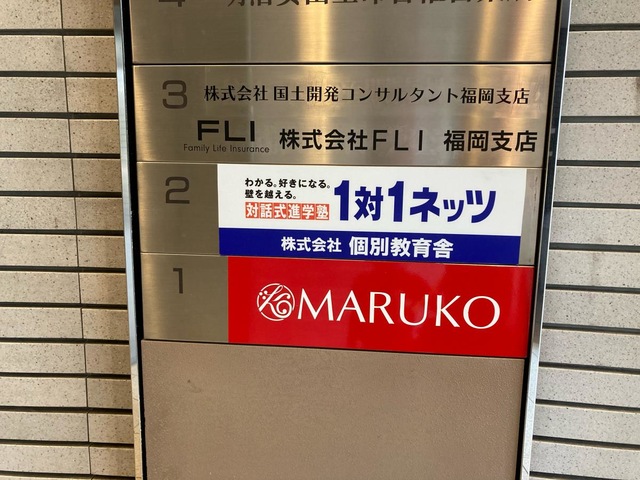 3
株式会社 国土開発コンサルタント福岡支店
FLI
Family Life Insurance
株式会社FLI 福岡支店
2
わかる。好きになる。
壁を越える。
対話式進学塾 1対1ネッツ
株式会社 個別教育舎
1
MARUKO